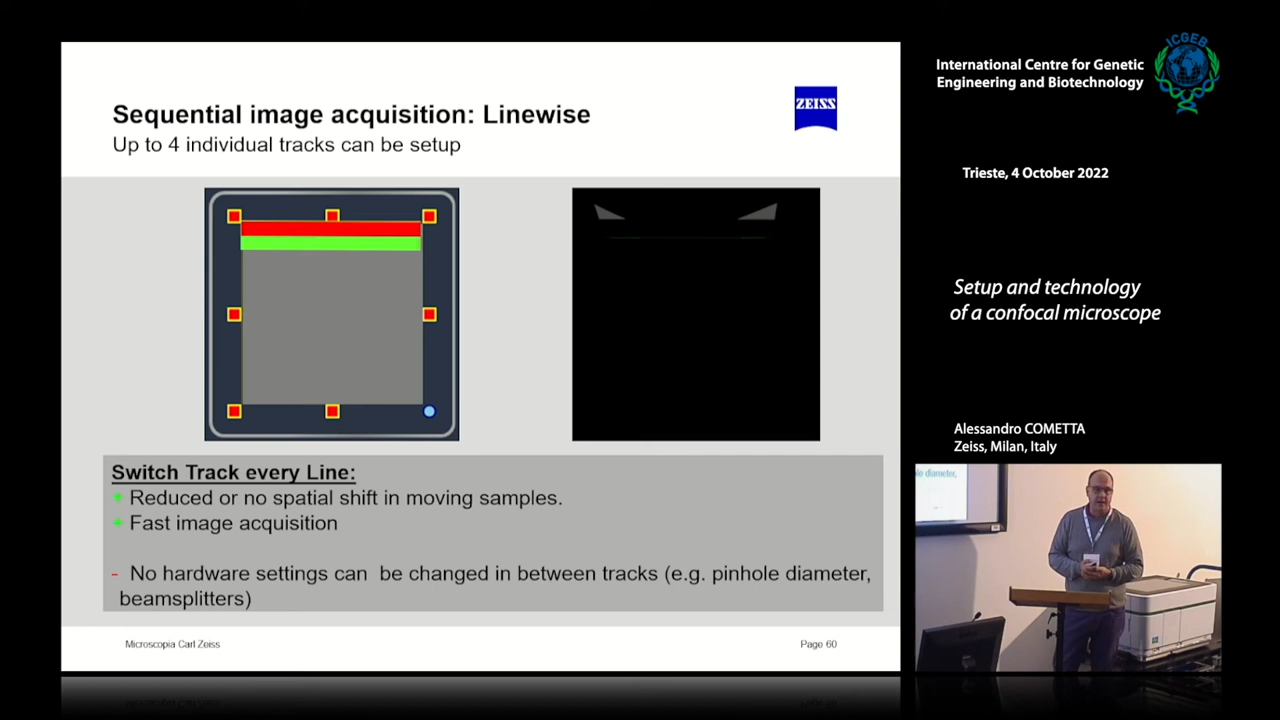 Sequential image acquisition: Linewise
Up to 4 individual tracks can be setup
ZEISS
Switch Track every Line:
+ Reduced or no spatial shift in moving samples.
+ Fast image acquisition
- No hardware settings can be changed in between tracks (e.g. pinhole diameter,
beamsplitters)
Microscopia Carl Zeiss
Page 60
International Centre for Genetic
Engineering and Biotechnology
ICGEB
Trieste, 4 October 2022
Setup and technology
of a confocal microscope
Alessandro COMETTA
Zeiss, Milan, Italy
diameter,